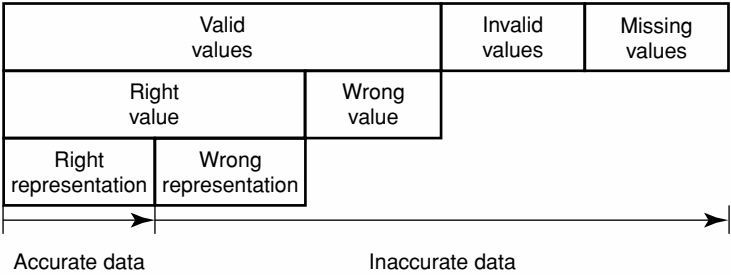 Valid
values
Invalid
values
Missing
values
Right
value
Wrong
value
Right
representation
Wrong
representation
Accurate data
Inaccurate data